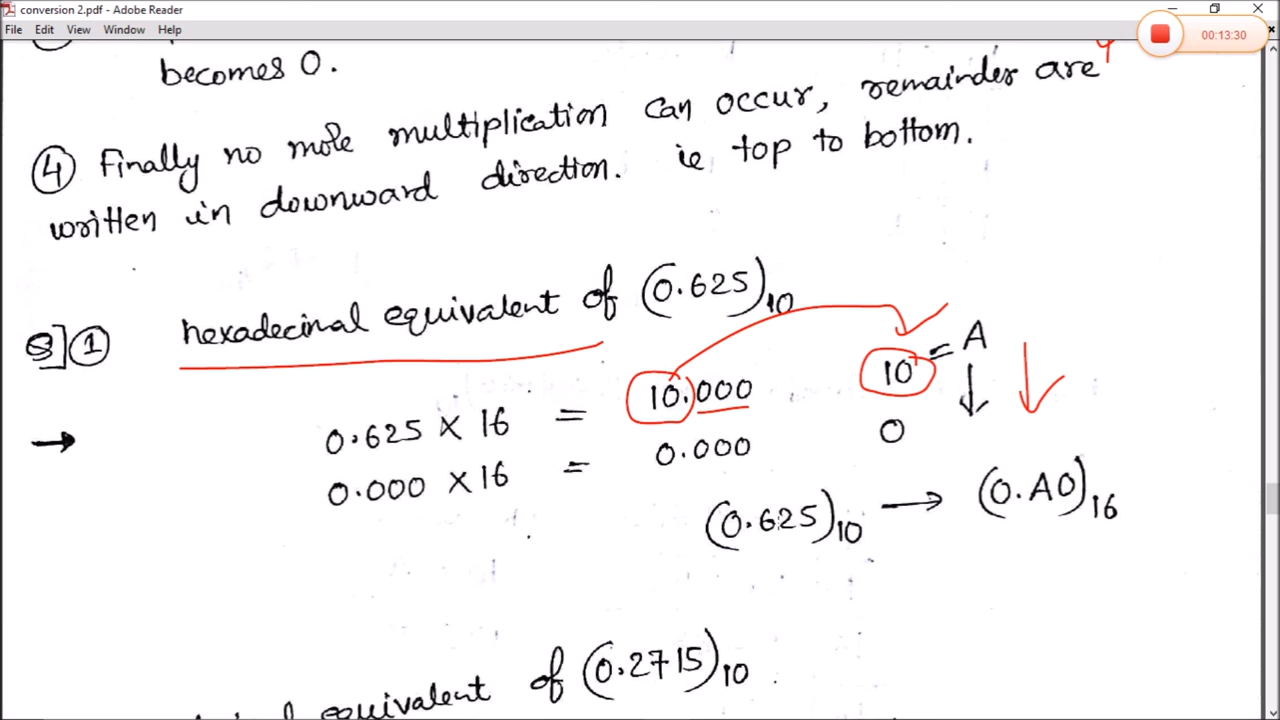 conversion 2.pdf - Adobe Reader
File Edit View Window Help
00:13:30
becomes 0.
④ Finally no mole multiplication can occur, remainder are
written in downward direction. ie top to bottom.
Q]① hexadecinal equivalent of (0.625)10
10 = A
→ 0.625 × 16 = 10.000
0
0.000 × 16 = 0.000
(0.625)10 → (0.A0)16
equivalent of (0.2715)10